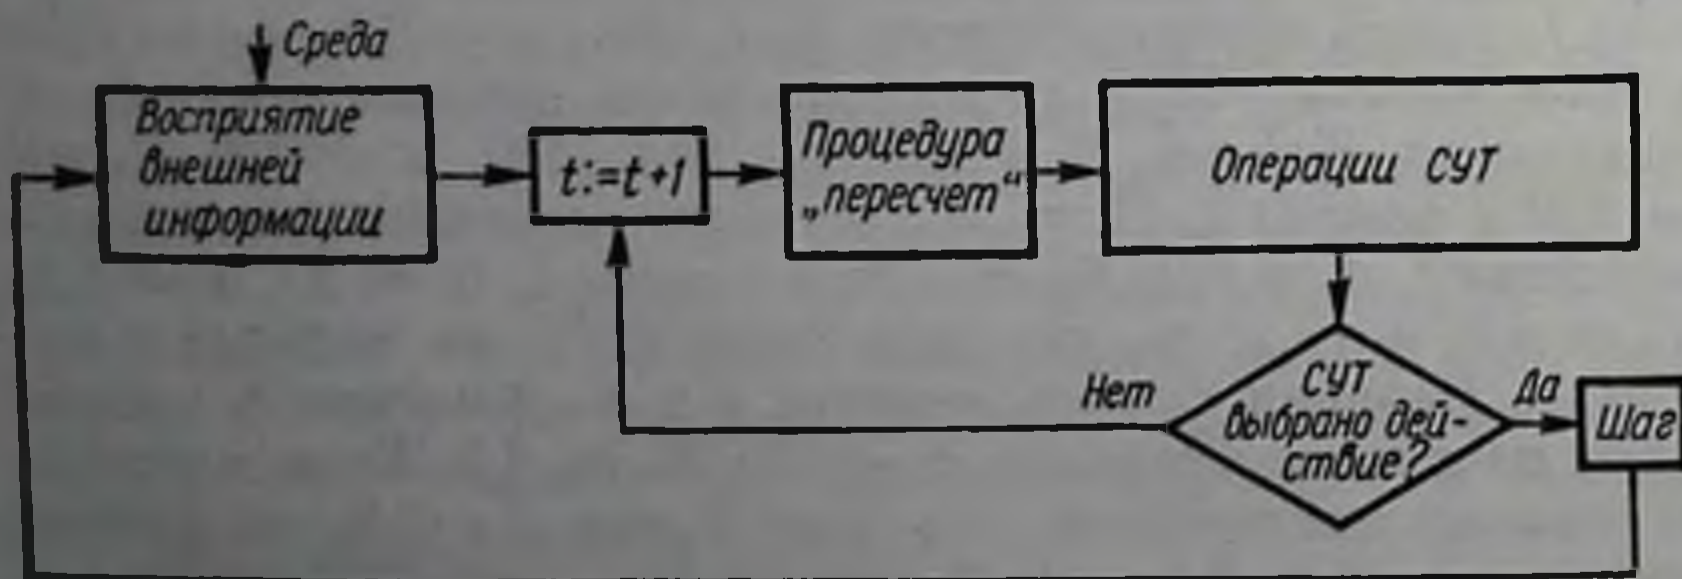 Среда
Восприятие
внешней
информации
t:=t+1
Процедура
„пересчет“
Операции СУТ
СУТ
выбрано дей-
ствие?
Нет
Да
Шаг